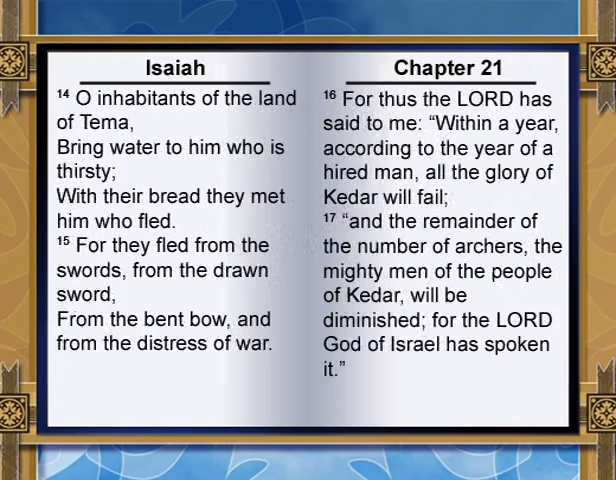 Isaiah
¹⁴ O inhabitants of the land
of Tema,
Bring water to him who is
thirsty;
With their bread they met
him who fled.
¹⁵ For they fled from the
swords, from the drawn
sword,
From the bent bow, and
from the distress of war.
Chapter 21
¹⁶ For thus the LORD has
said to me: “Within a year,
according to the year of a
hired man, all the glory of
Kedar will fail;
¹⁷ “and the remainder of
the number of archers, the
mighty men of the people
of Kedar, will be
diminished; for the LORD
God of Israel has spoken
it.”